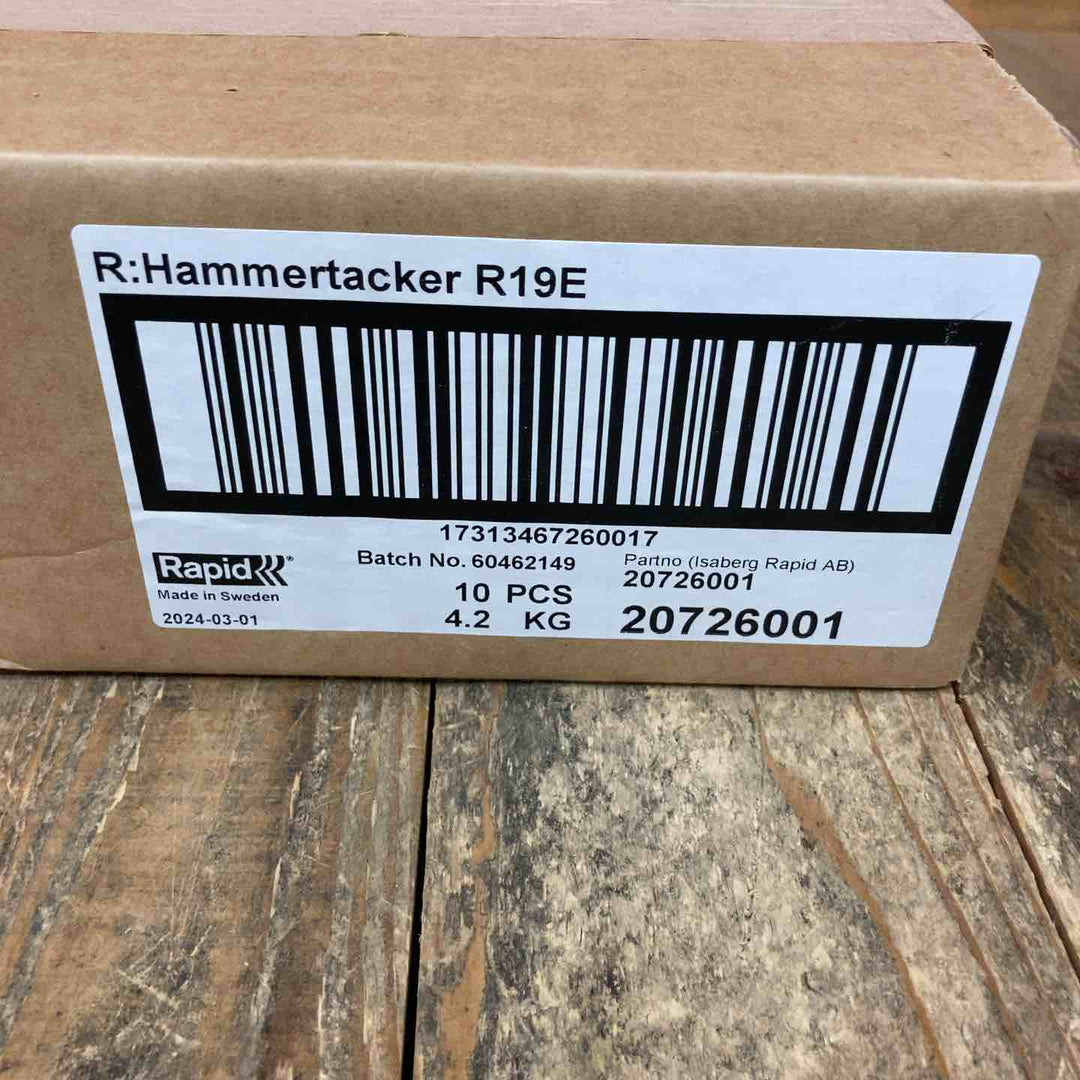 R:Hammertacker R19E
17313467260017
Rapid®
Made in Sweden
2024-03-01
Batch No. 60462149
10 PCS
4.2 KG
Partno (Isaberg Rapid AB)
20726001
20726001